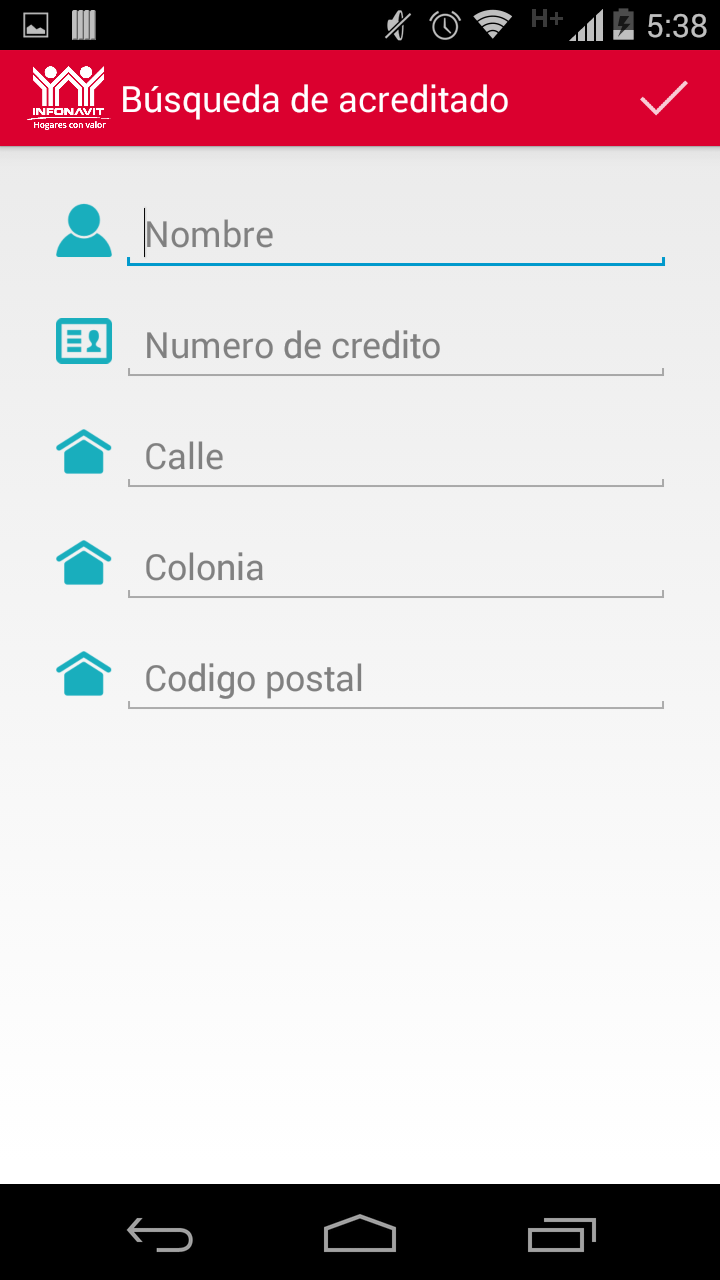 H+ 5:38
INFONAVIT
Hogares con valor
Búsqueda de acreditado
Nombre
Numero de credito
Calle
Colonia
Codigo postal